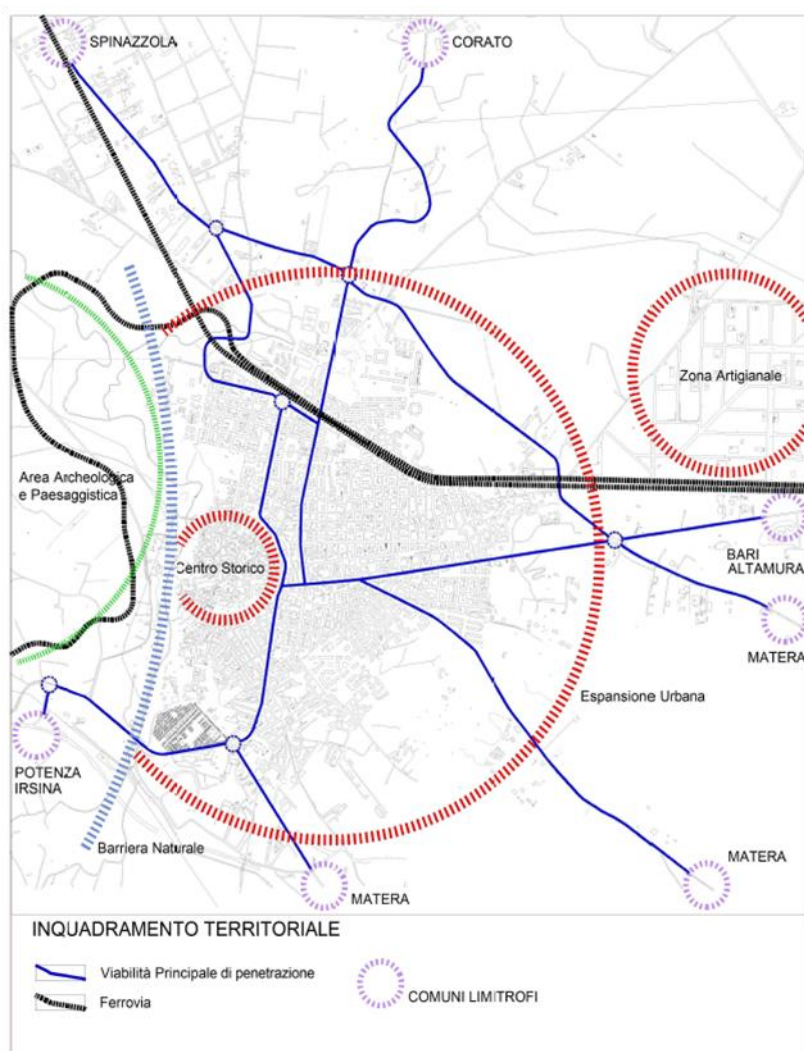 SPINAZZOLA
CORATO
Zona Artigianale
Area Archeologica
e Paesaggistica
BARI
ALTAMURA
Centro Storico
MATERA
Espansione Urbana
POTENZA
IRSINA
Barriera Naturale
MATERA
MATERA
INQUADRAMENTO TERRITORIALE
Viabilità Principale di penetrazione
Ferrovia
COMUNI LIMITROFI